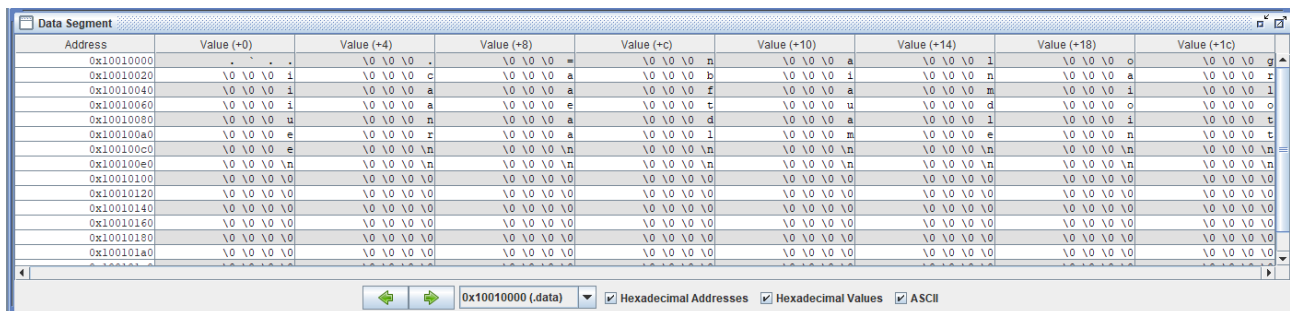 Data Segment
Address Value (+0) Value (+4) Value (+8) Value (+c) Value (+10) Value (+14) Value (+18) Value (+1c)
0x10010000 . ` . . \0 \0 \0 . \0 \0 \0 = \0 \0 \0 n \0 \0 \0 a \0 \0 \0 l \0 \0 \0 o \0 \0 \0 g
0x10010020 \0 \0 \0 i \0 \0 \0 c \0 \0 \0 a \0 \0 \0 b \0 \0 \0 i \0 \0 \0 n \0 \0 \0 a \0 \0 \0 r
0x10010040 \0 \0 \0 i \0 \0 \0 a \0 \0 \0 a \0 \0 \0 f \0 \0 \0 a \0 \0 \0 m \0 \0 \0 i \0 \0 \0 l
0x10010060 \0 \0 \0 i \0 \0 \0 a \0 \0 \0 e \0 \0 \0 t \0 \0 \0 u \0 \0 \0 d \0 \0 \0 o \0 \0 \0 o
0x10010080 \0 \0 \0 u \0 \0 \0 n \0 \0 \0 a \0 \0 \0 d \0 \0 \0 a \0 \0 \0 l \0 \0 \0 i \0 \0 \0 t
0x100100a0 \0 \0 \0 e \0 \0 \0 r \0 \0 \0 a \0 \0 \0 l \0 \0 \0 m \0 \0 \0 e \0 \0 \0 n \0 \0 \0 t
0x100100c0 \0 \0 \0 e \0 \0 \0 \n \0 \0 \0 \n \0 \0 \0 \n \0 \0 \0 \n \0 \0 \0 \n \0 \0 \0 \n \0 \0 \0 \n
0x100100e0 \0 \0 \0 \n \0 \0 \0 \n \0 \0 \0 \n \0 \0 \0 \n \0 \0 \0 \n \0 \0 \0 \n \0 \0 \0 \n \0 \0 \0 \n
0x10010100 \0 \0 \0 \0 \0 \0 \0 \0 \0 \0 \0 \0 \0 \0 \0 \0 \0 \0 \0 \0 \0 \0 \0 \0 \0 \0 \0 \0 \0 \0 \0 \0
0x10010120 \0 \0 \0 \0 \0 \0 \0 \0 \0 \0 \0 \0 \0 \0 \0 \0 \0 \0 \0 \0 \0 \0 \0 \0 \0 \0 \0 \0 \0 \0 \0 \0
0x10010140 \0 \0 \0 \0 \0 \0 \0 \0 \0 \0 \0 \0 \0 \0 \0 \0 \0 \0 \0 \0 \0 \0 \0 \0 \0 \0 \0 \0 \0 \0 \0 \0
0x10010160 \0 \0 \0 \0 \0 \0 \0 \0 \0 \0 \0 \0 \0 \0 \0 \0 \0 \0 \0 \0 \0 \0 \0 \0 \0 \0 \0 \0 \0 \0 \0 \0
0x10010180 \0 \0 \0 \0 \0 \0 \0 \0 \0 \0 \0 \0 \0 \0 \0 \0 \0 \0 \0 \0 \0 \0 \0 \0 \0 \0 \0 \0 \0 \0 \0 \0
0x100101a0 \0 \0 \0 \0 \0 \0 \0 \0 \0 \0 \0 \0 \0 \0 \0 \0 \0 \0 \0 \0 \0 \0 \0 \0 \0 \0 \0 \0 \0 \0 \0 \0
0x10010000 (.data) Hexadecimal Addresses Hexadecimal Values ASCII